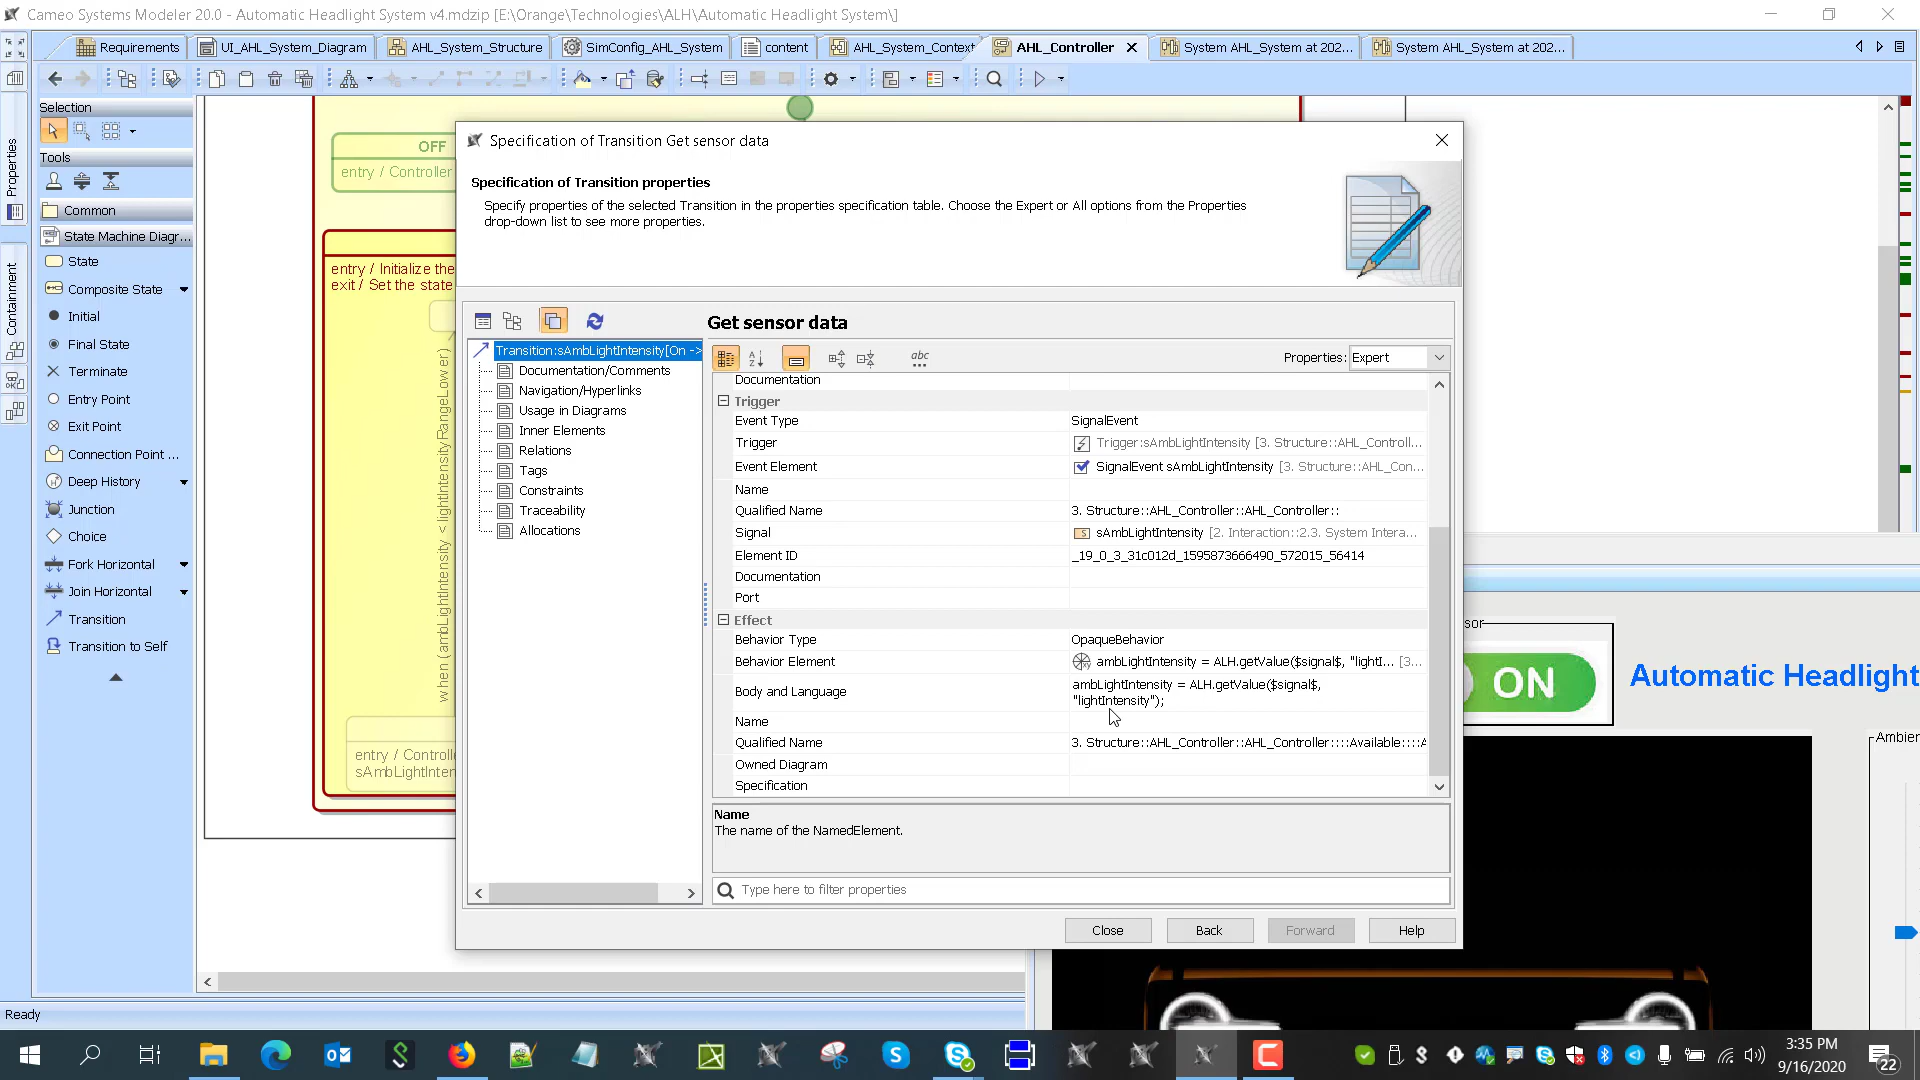 Cameo Systems Modeler 20.0 - Automatic Headlight System v4.mdzip [E:\Orange\Technologies\ALH\Automatic Headlight System\]
Requirements
UI_AHL_System_Diagram
AHL_System_Structure
SimConfig_AHL_System
content
AHL_System_Context
AHL_Controller
System AHL_System at 202...
System AHL_System at 202...
Selection
Tools
Common
State Machine Diagr...
State
Composite State
Initial
Final State
Terminate
Entry Point
Exit Point
Connection Point ...
Deep History
Junction
Choice
Fork Horizontal
Join Horizontal
Transition
Transition to Self
Properties
Containment
OFF
entry / Controller
entry / Initialize the
exit / Set the state
when (ambLightIntensity < lightIntensityRangeLower)
entry / Controlle
sAmbLightInten
Specification of Transition Get sensor data
Specification of Transition properties
Specify properties of the selected Transition in the properties specification table. Choose the Expert or All options from the Properties
drop-down list to see more properties.
Get sensor data
Transition:sAmbLightIntensity[On ->
Documentation/Comments
Navigation/Hyperlinks
Usage in Diagrams
Inner Elements
Relations
Tags
Constraints
Traceability
Allocations
abc
Properties: Expert
Documentation
Trigger
Event Type SignalEvent
Trigger Trigger:sAmbLightIntensity [3. Structure::AHL_Controll...
Event Element SignalEvent sAmbLightIntensity [3. Structure::AHL_Con...
Name
Qualified Name 3. Structure::AHL_Controller::AHL_Controller::
Signal sAmbLightIntensity [2. Interaction::2.3. System Intera...
Element ID _19_0_3_31c012d_1595873666490_572015_56414
Documentation
Port
Effect
Behavior Type OpaqueBehavior
Behavior Element ambLightIntensity = ALH.getValue($signal$, "lightI... [3...
Body and Language ambLightIntensity = ALH.getValue($signal$,
"lightIntensity");
Name
Qualified Name 3. Structure::AHL_Controller::AHL_Controller::::Available::::A
Owned Diagram
Specification
Name
The name of the NamedElement.
Type here to filter properties
Close
Back
Forward
Help
sor
ON
Automatic Headlight
Ambien
Ready
3:35 PM
9/16/2020
22